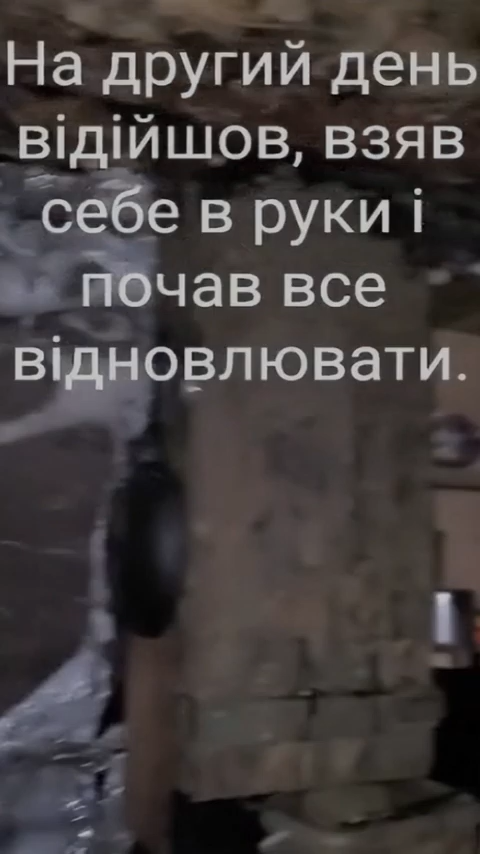 На другий день
відійшов, взяв
себе в руки і
почав все
відновлювати.